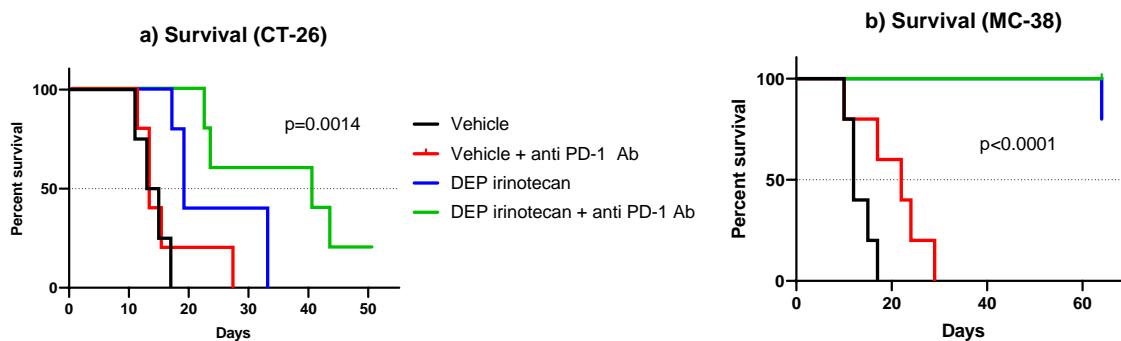 a) Survival (CT-26)
Percent survival
100
50
0
p=0.0014
0 10 20 30 40 50
Days
Vehicle
Vehicle + anti PD-1 Ab
DEP irinotecan
DEP irinotecan + anti PD-1 Ab
b) Survival (MC-38)
Percent survival
100
50
0
p<0.0001
0 20 40 60
Days